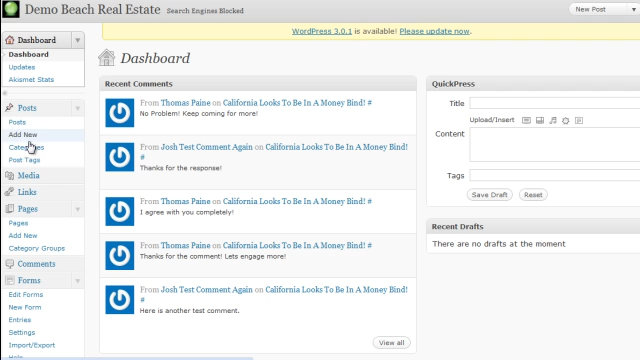 Demo Beach Real Estate
Search Engines Blocked
New Post
WordPress 3.0.1 is available! Please update now.
Dashboard
Dashboard
Updates
Akismet Stats
Posts
Posts
Add New
Categories
Post Tags
Media
Links
Pages
Pages
Add New
Category Groups
Comments
Forms
Edit Forms
New Form
Entries
Settings
Import/Export
Help
Dashboard
Recent Comments
From Thomas Paine on California Looks To Be In A Money Bind! #
No Problem! Keep coming for more!
From Josh Test Comment Again on California Looks To Be In A Money Bind!
#
Thanks for the response!
From Thomas Paine on California Looks To Be In A Money Bind! #
I agree with you completely!
From Thomas Paine on California Looks To Be In A Money Bind! #
Thanks for the comment! Lets engage more!
From Josh Test Comment Again on California Looks To Be In A Money Bind!
#
Here is another test comment.
View all
QuickPress
Title
Upload/Insert
Content
Tags
Save Draft
Reset
Recent Drafts
There are no drafts at the moment